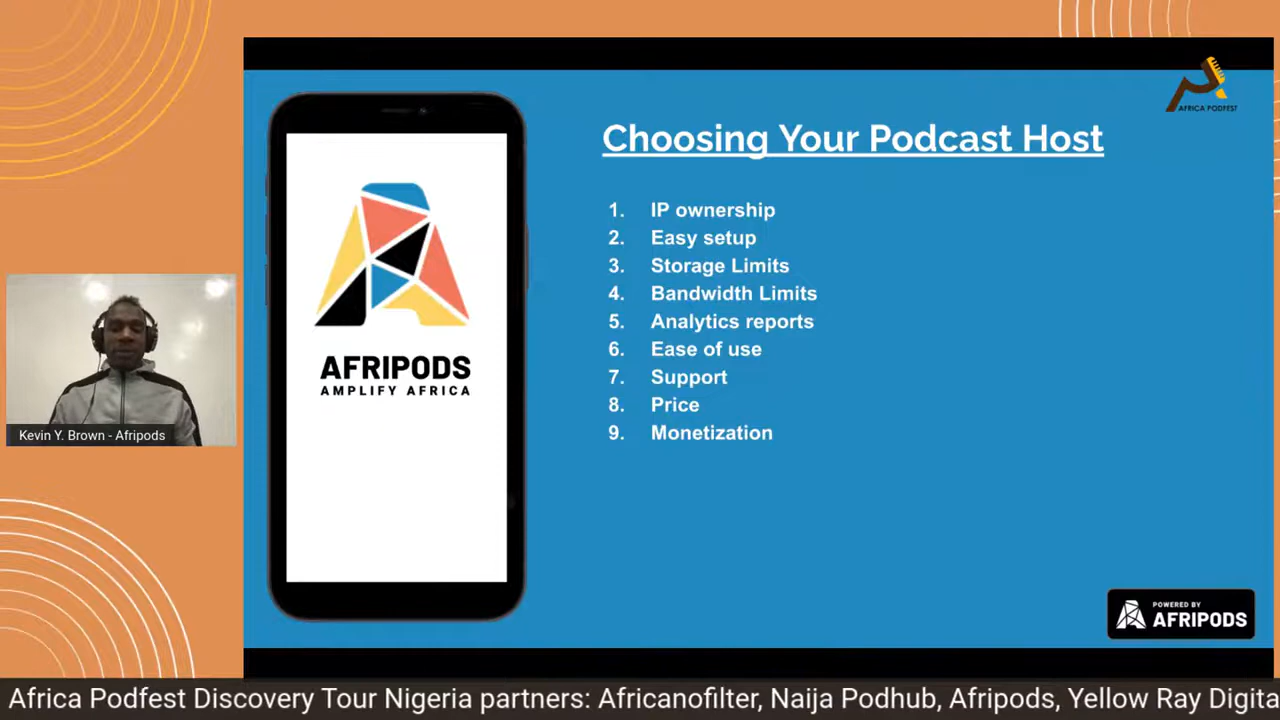 AFRICA PODFEST
Choosing Your Podcast Host
1. IP ownership
2. Easy setup
3. Storage Limits
4. Bandwidth Limits
5. Analytics reports
6. Ease of use
7. Support
8. Price
9. Monetization
AFRIPODS
AMPLIFY AFRICA
Kevin Y. Brown - Afripods
POWERED BY
AFRIPODS
Africa Podfest Discovery Tour Nigeria partners: Africanofilter, Naija Podhub, Afripods, Yellow Ray Digita